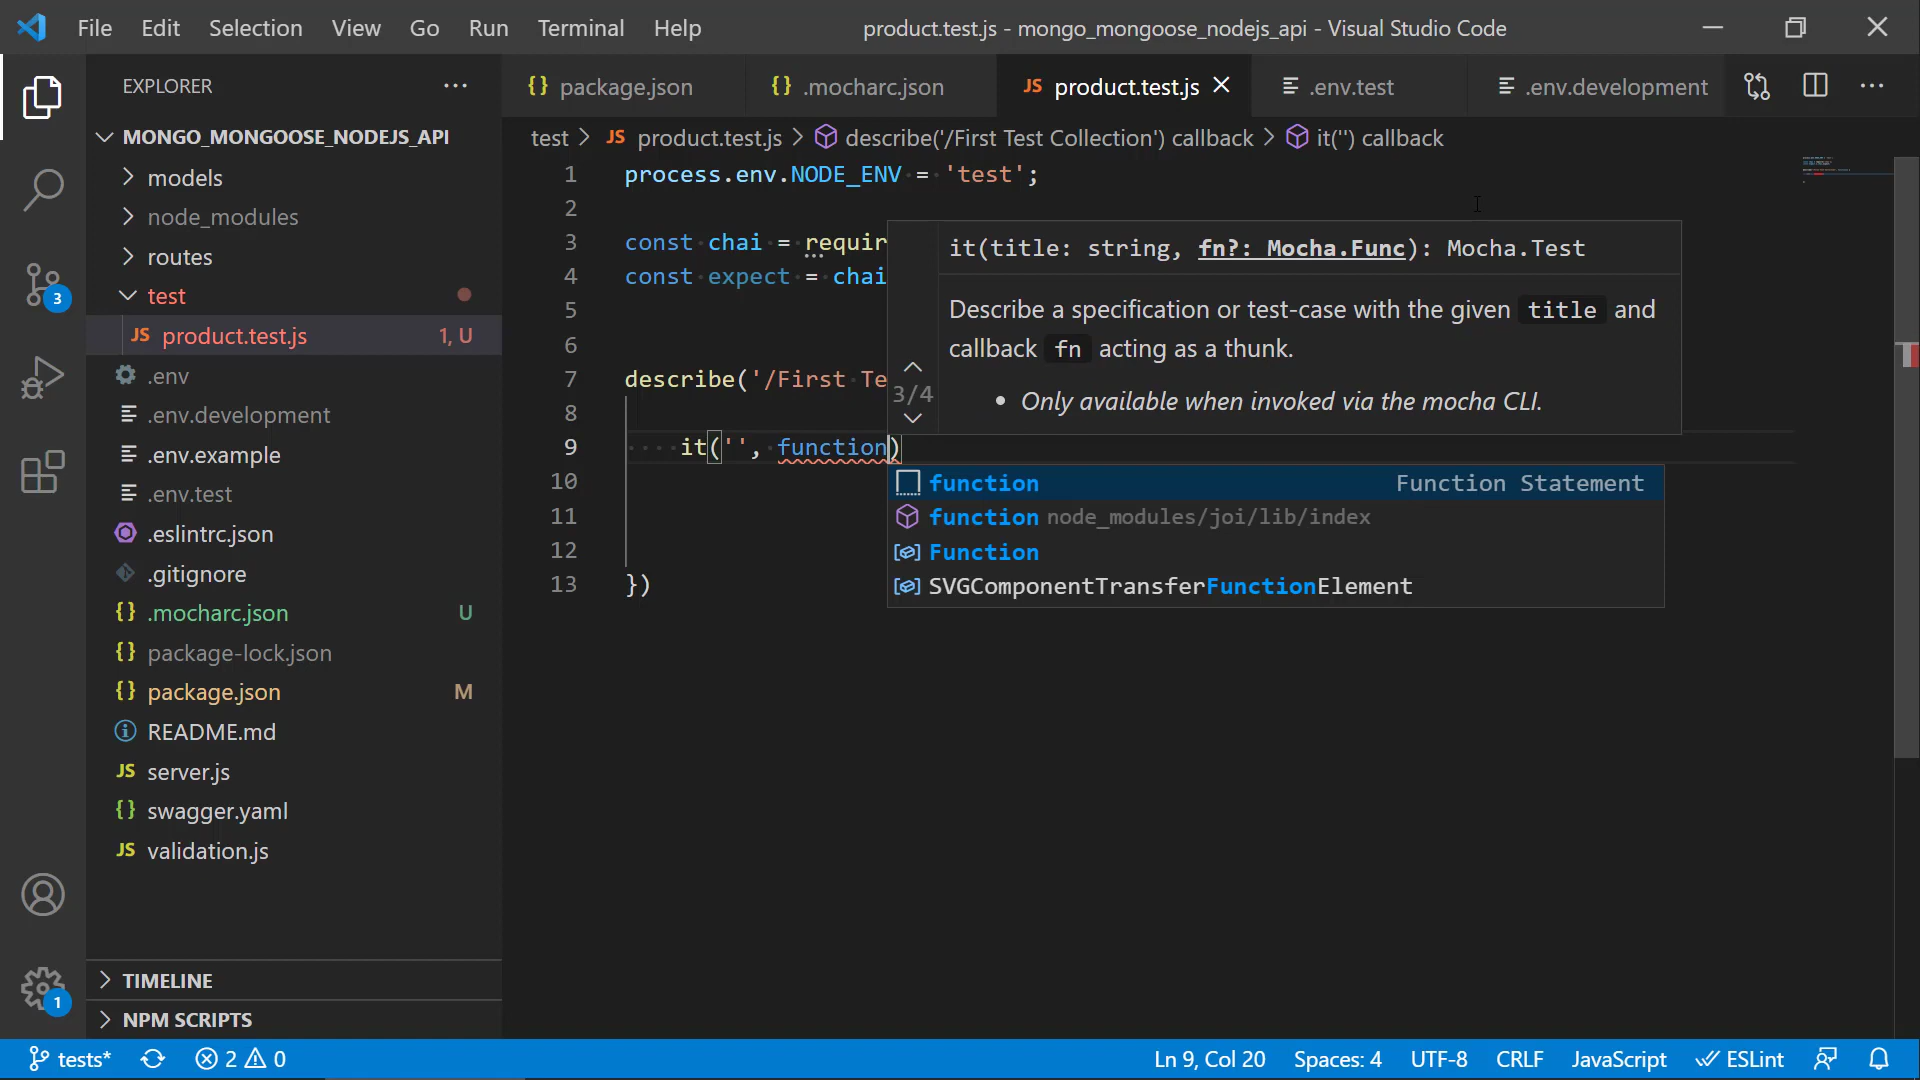 File Edit Selection View Go Run Terminal Help
product.test.js - mongo_mongoose_nodejs_api - Visual Studio Code
EXPLORER
MONGO_MONGOOSE_NODEJS_API
models
node_modules
routes
test
JS product.test.js 1, U
.env
.env.development
.env.example
.env.test
.eslintrc.json
.gitignore
{} .mocharc.json U
{} package-lock.json
{} package.json M
README.md
JS server.js
{} swagger.yaml
JS validation.js
TIMELINE
NPM SCRIPTS
3
1
{} package.json
{} .mocharc.json
JS product.test.js
.env.test
.env.development
test > JS product.test.js > describe('/First Test Collection') callback > it('') callback
1 process.env.NODE_ENV = 'test';
2
3 const chai = requir
4 const expect = chai
5
6
7 describe('/First Te
8
9 it('', function)
10
11
12
13 })
it(title: string, fn?: Mocha.Func): Mocha.Test
Describe a specification or test-case with the given title and
callback fn acting as a thunk.
3/4
• Only available when invoked via the mocha CLI.
function Function Statement
function node_modules/joi/lib/index
Function
SVGComponentTransferFunctionElement
tests* 2 0
Ln 9, Col 20 Spaces: 4 UTF-8 CRLF JavaScript ESLint